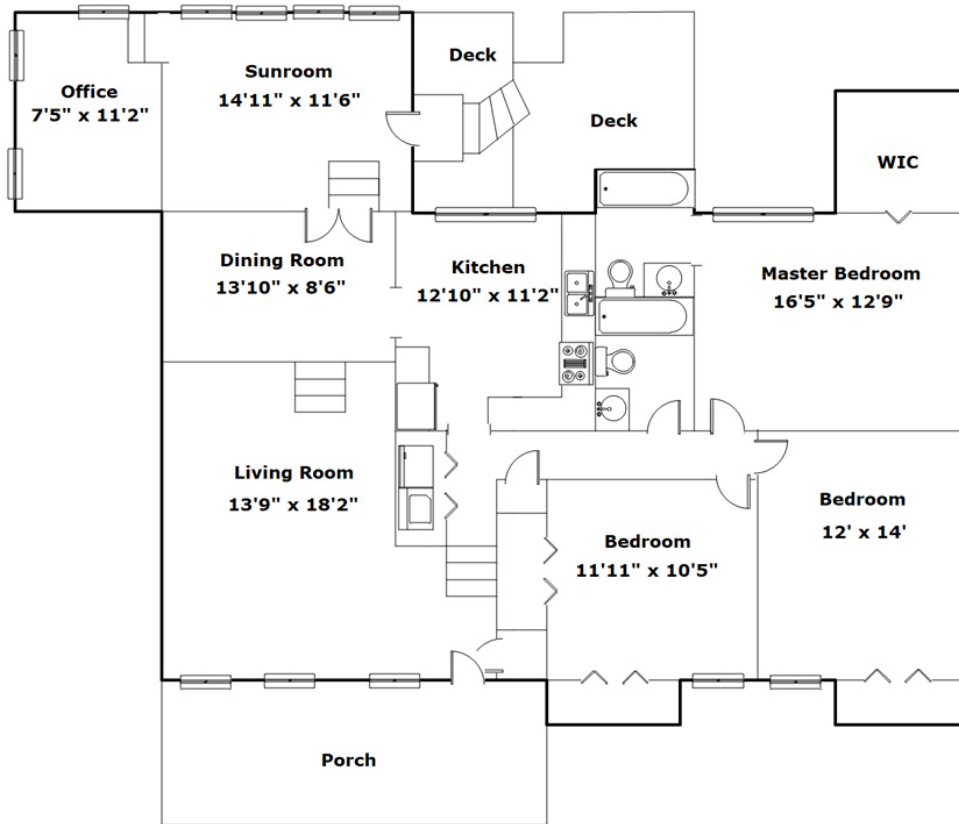 Deck
Sunroom
14'11" x 11'6"
Office
7'5" x 11'2"
Deck
WIC
Dining Room
13'10" x 8'6"
Kitchen
12'10" x 11'2"
Master Bedroom
16'5" x 12'9"
Living Room
13'9" x 18'2"
Bedroom
11'11" x 10'5"
Bedroom
12' x 14'
Porch